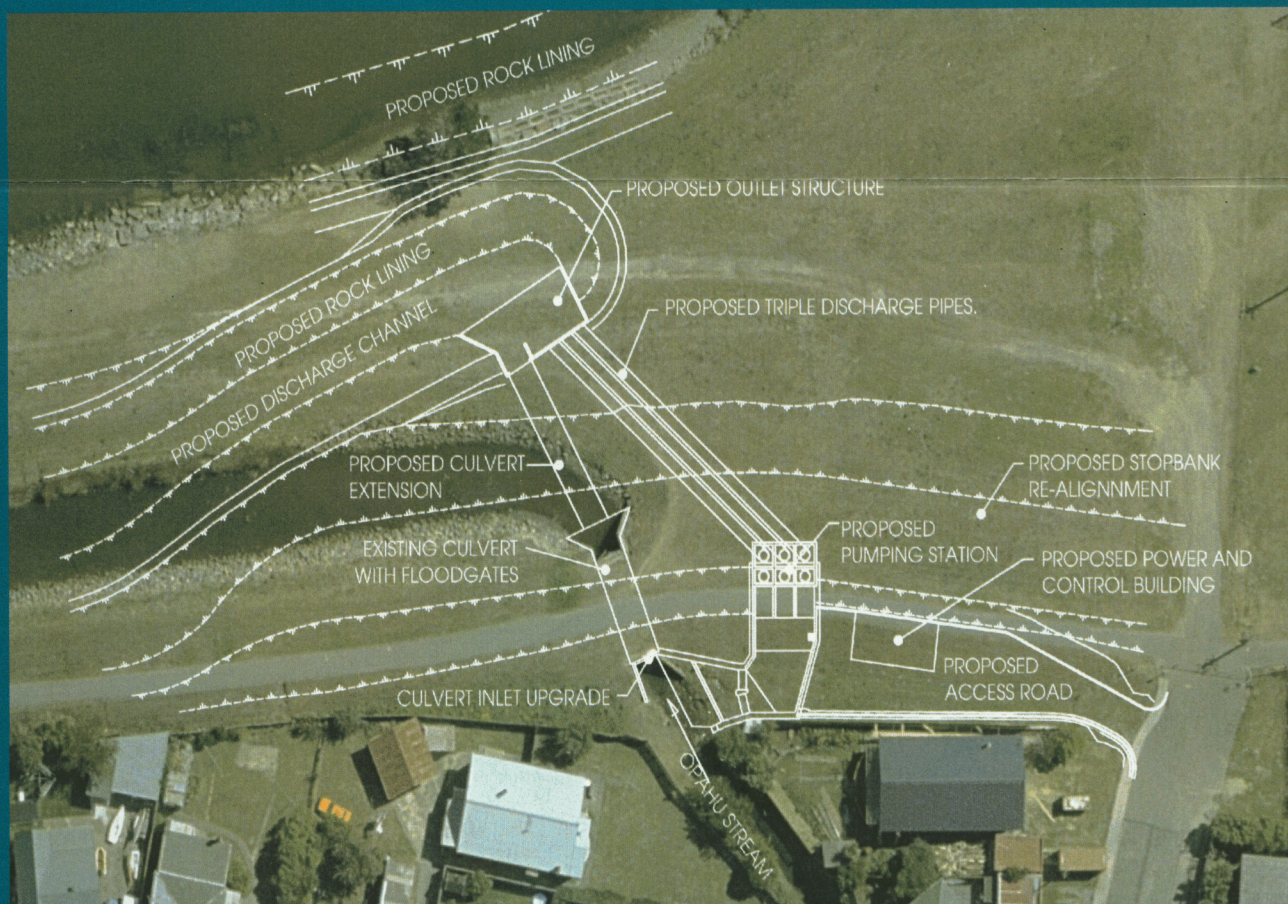 PROPOSED ROCK LINING
PROPOSED OUTLET STRUCTURE
PROPOSED ROCK LINING
PROPOSED TRIPLE DISCHARGE PIPES.
PROPOSED DISCHARGE CHANNEL
PROPOSED CULVERT
EXTENSION
PROPOSED STOPBANK
RE-ALIGNNMENT
EXISTING CULVERT
WITH FLOODGATES
PROPOSED
PUMPING STATION
PROPOSED POWER AND
CONTROL BUILDING
PROPOSED
ACCESS ROAD
CULVERT INLET UPGRADE
OPAHU STREAM